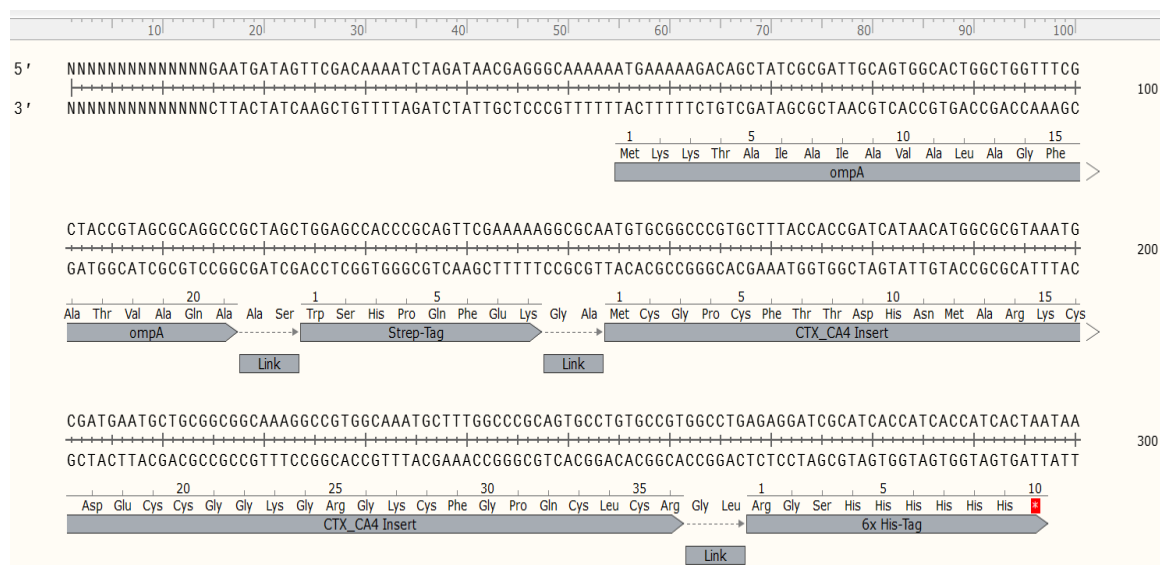 10 20 30 40 50 60 70 80 90 100
5' NNNNNNNNNNNNNNGAATGATAGTTCGACAAAATCTAGATAACGAGGGCAAAAAATGAAAAAGACAGCTATCGCGATTGCAGTGGCACTGGCTGGTTTCG
100
3' NNNNNNNNNNNNNNCTTACTATCAAGCTGTTTTAGATCTATTGCTCCCGTTTTTTACTTTTTCTGTCGATAGCGCTAACGTCACCGTGACCGACCAAAGC
1 5 10 15
Met Lys Lys Thr Ala Ile Ala Ile Ala Val Ala Leu Ala Gly Phe
ompA
CTACCGTAGCGCAGGCCGCTAGCTGGAGCCACCCGCAGTTCGAAAAAGGCGCAATGTGCGGCCCGTGCTTTACCACCGATCATAACATGGCGCGTAAATG
200
GATGGCATCGCGTCCGGCGATCGACCTCGGTGGGCGTCAAGCTTTTTCCGCGTTACACGCCGGGCACGAAATGGTGGCTAGTATTGTACCGCGCATTTAC
20 1 5 1 5 10 15
Ala Thr Val Ala Gln Ala Ala Ser Trp Ser His Pro Gln Phe Glu Lys Gly Ala Met Cys Gly Pro Cys Phe Thr Thr Asp His Asn Met Ala Arg Lys Cys
ompA Strep-Tag CTX_CA4 Insert
Link Link
CGATGAATGCTGCGGCGGCAAAGGCCGTGGCAAATGCTTTGGCCCGCAGTGCCTGTGCCGTGGCCTGAGAGGATCGCATCACCATCACCATCACTAATAA
300
GCTACTTACGACGCCGCCGTTTCCGGCACCGTTTACGAAACCGGGCGTCACGGACACGGCACCGGACTCTCCTAGCGTAGTGGTAGTGGTAGTGATTATT
20 25 30 35 1 5 10
Asp Glu Cys Cys Gly Gly Lys Gly Arg Gly Lys Cys Phe Gly Pro Gln Cys Leu Cys Arg Gly Leu Arg Gly Ser His His His His His His *
CTX_CA4 Insert 6x His-Tag
Link